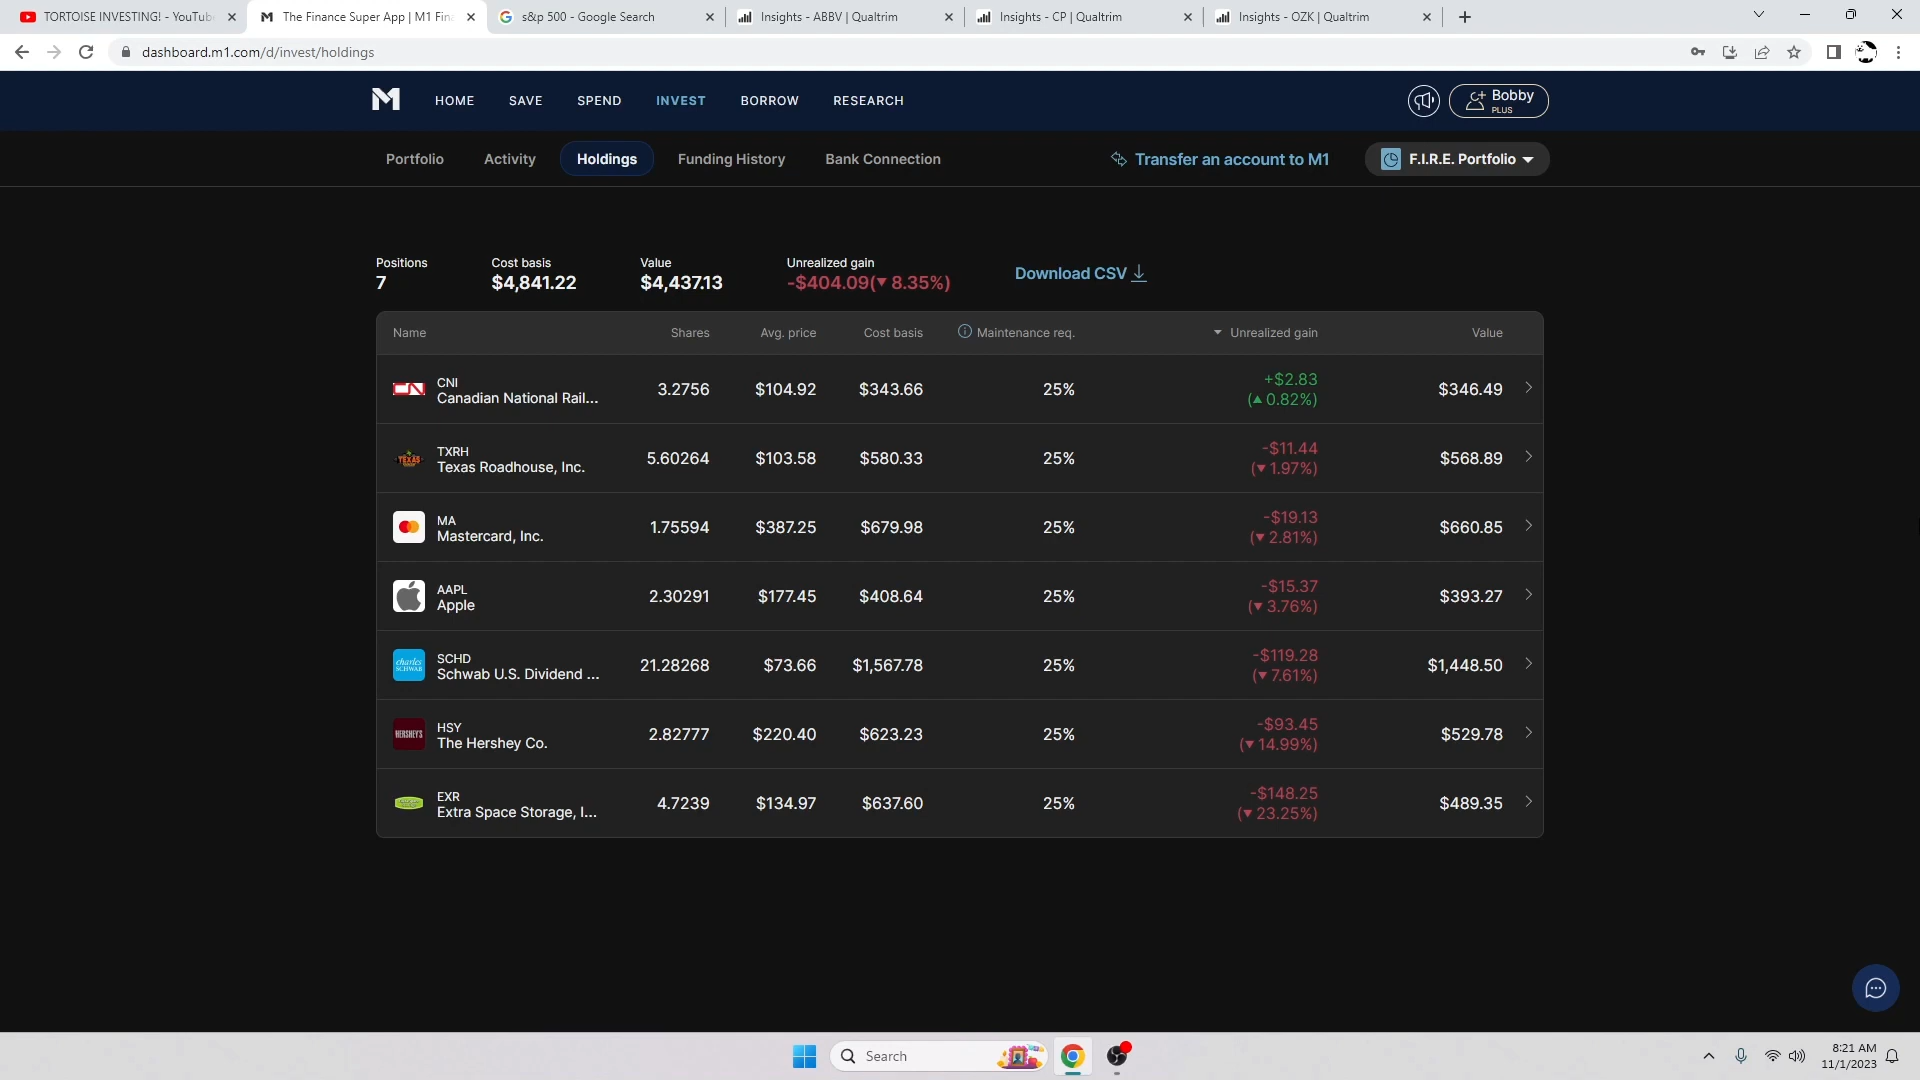 TORTOISE INVESTING! - YouTube
The Finance Super App | M1 Fin
s&p 500 - Google Search
Insights - ABBV | Qualtrim
Insights - CP | Qualtrim
Insights - OZK | Qualtrim
dashboard.m1.com/d/invest/holdings
HOME SAVE SPEND INVEST BORROW RESEARCH
Bobby
PLUS
Portfolio Activity Holdings Funding History Bank Connection Transfer an account to M1 F.I.R.E. Portfolio
Positions Cost basis Value Unrealized gain
7 $4,841.22 $4,437.13 -$404.09(▼ 8.35%)
Download CSV
Name Shares Avg. price Cost basis Maintenance req. Unrealized gain Value
CNI
Canadian National Rail... 3.2756 $104.92 $343.66 25% +$2.83 (▲ 0.82%) $346.49
TXRH
Texas Roadhouse, Inc. 5.60264 $103.58 $580.33 25% -$11.44 (▼ 1.97%) $568.89
MA
Mastercard, Inc. 1.75594 $387.25 $679.98 25% -$19.13 (▼ 2.81%) $660.85
AAPL
Apple 2.30291 $177.45 $408.64 25% -$15.37 (▼ 3.76%) $393.27
charles
SCHWAB
SCHD
Schwab U.S. Dividend ... 21.28268 $73.66 $1,567.78 25% -$119.28 (▼ 7.61%) $1,448.50
HERSHEY'S
HSY
The Hershey Co. 2.82777 $220.40 $623.23 25% -$93.45 (▼ 14.99%) $529.78
EXR
Extra Space Storage, I... 4.7239 $134.97 $637.60 25% -$148.25 (▼ 23.25%) $489.35
Search
8:21 AM
11/1/2023